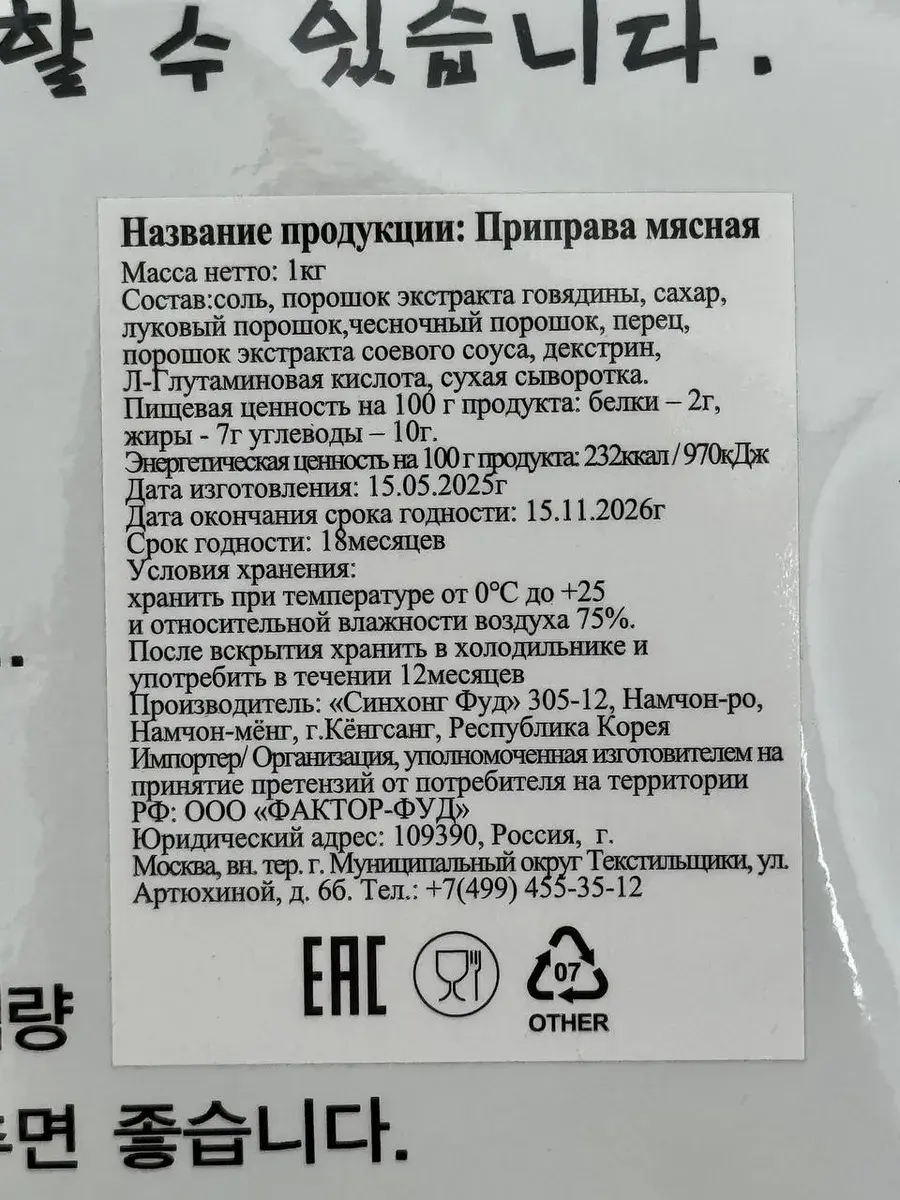 할 수 있습니다.
Название продукции: Приправа мясная
Масса нетто: 1кг
Состав:соль, порошок экстракта говядины, сахар,
луковый порошок,чесночный порошок, перец,
порошок экстракта соевого соуса, декстрин,
Л-Глутаминовая кислота, сухая сыворотка.
Пищевая ценность на 100 г продукта: белки – 2г,
жиры - 7г углеводы – 10г.
Энергетическая ценность на 100 г продукта: 232ккал / 970кДж
Дата изготовления: 15.05.2025г
Дата окончания срока годности: 15.11.2026г
Срок годности: 18месяцев
Условия хранения:
хранить при температуре от 0°С до +25
и относительной влажности воздуха 75%.
После вскрытия хранить в холодильнике и
употребить в течении 12месяцев
Производитель: «Синхонг Фуд» 305-12, Намчон-ро,
Намчон-мёнг, г.Кёнгсанг, Республика Корея
Импортер/ Организация, уполномоченная изготовителем на
принятие претензий от потребителя на территории
РФ: ООО «ФАКТОР-ФУД»
Юридический адрес: 109390, Россия, г.
Москва, вн. тер. г. Муниципальный округ Текстильщики, ул.
Артюхиной, д. 6б. Тел.: +7(499) 455-35-12
EAC
07
OTHER
량
면 좋습니다.